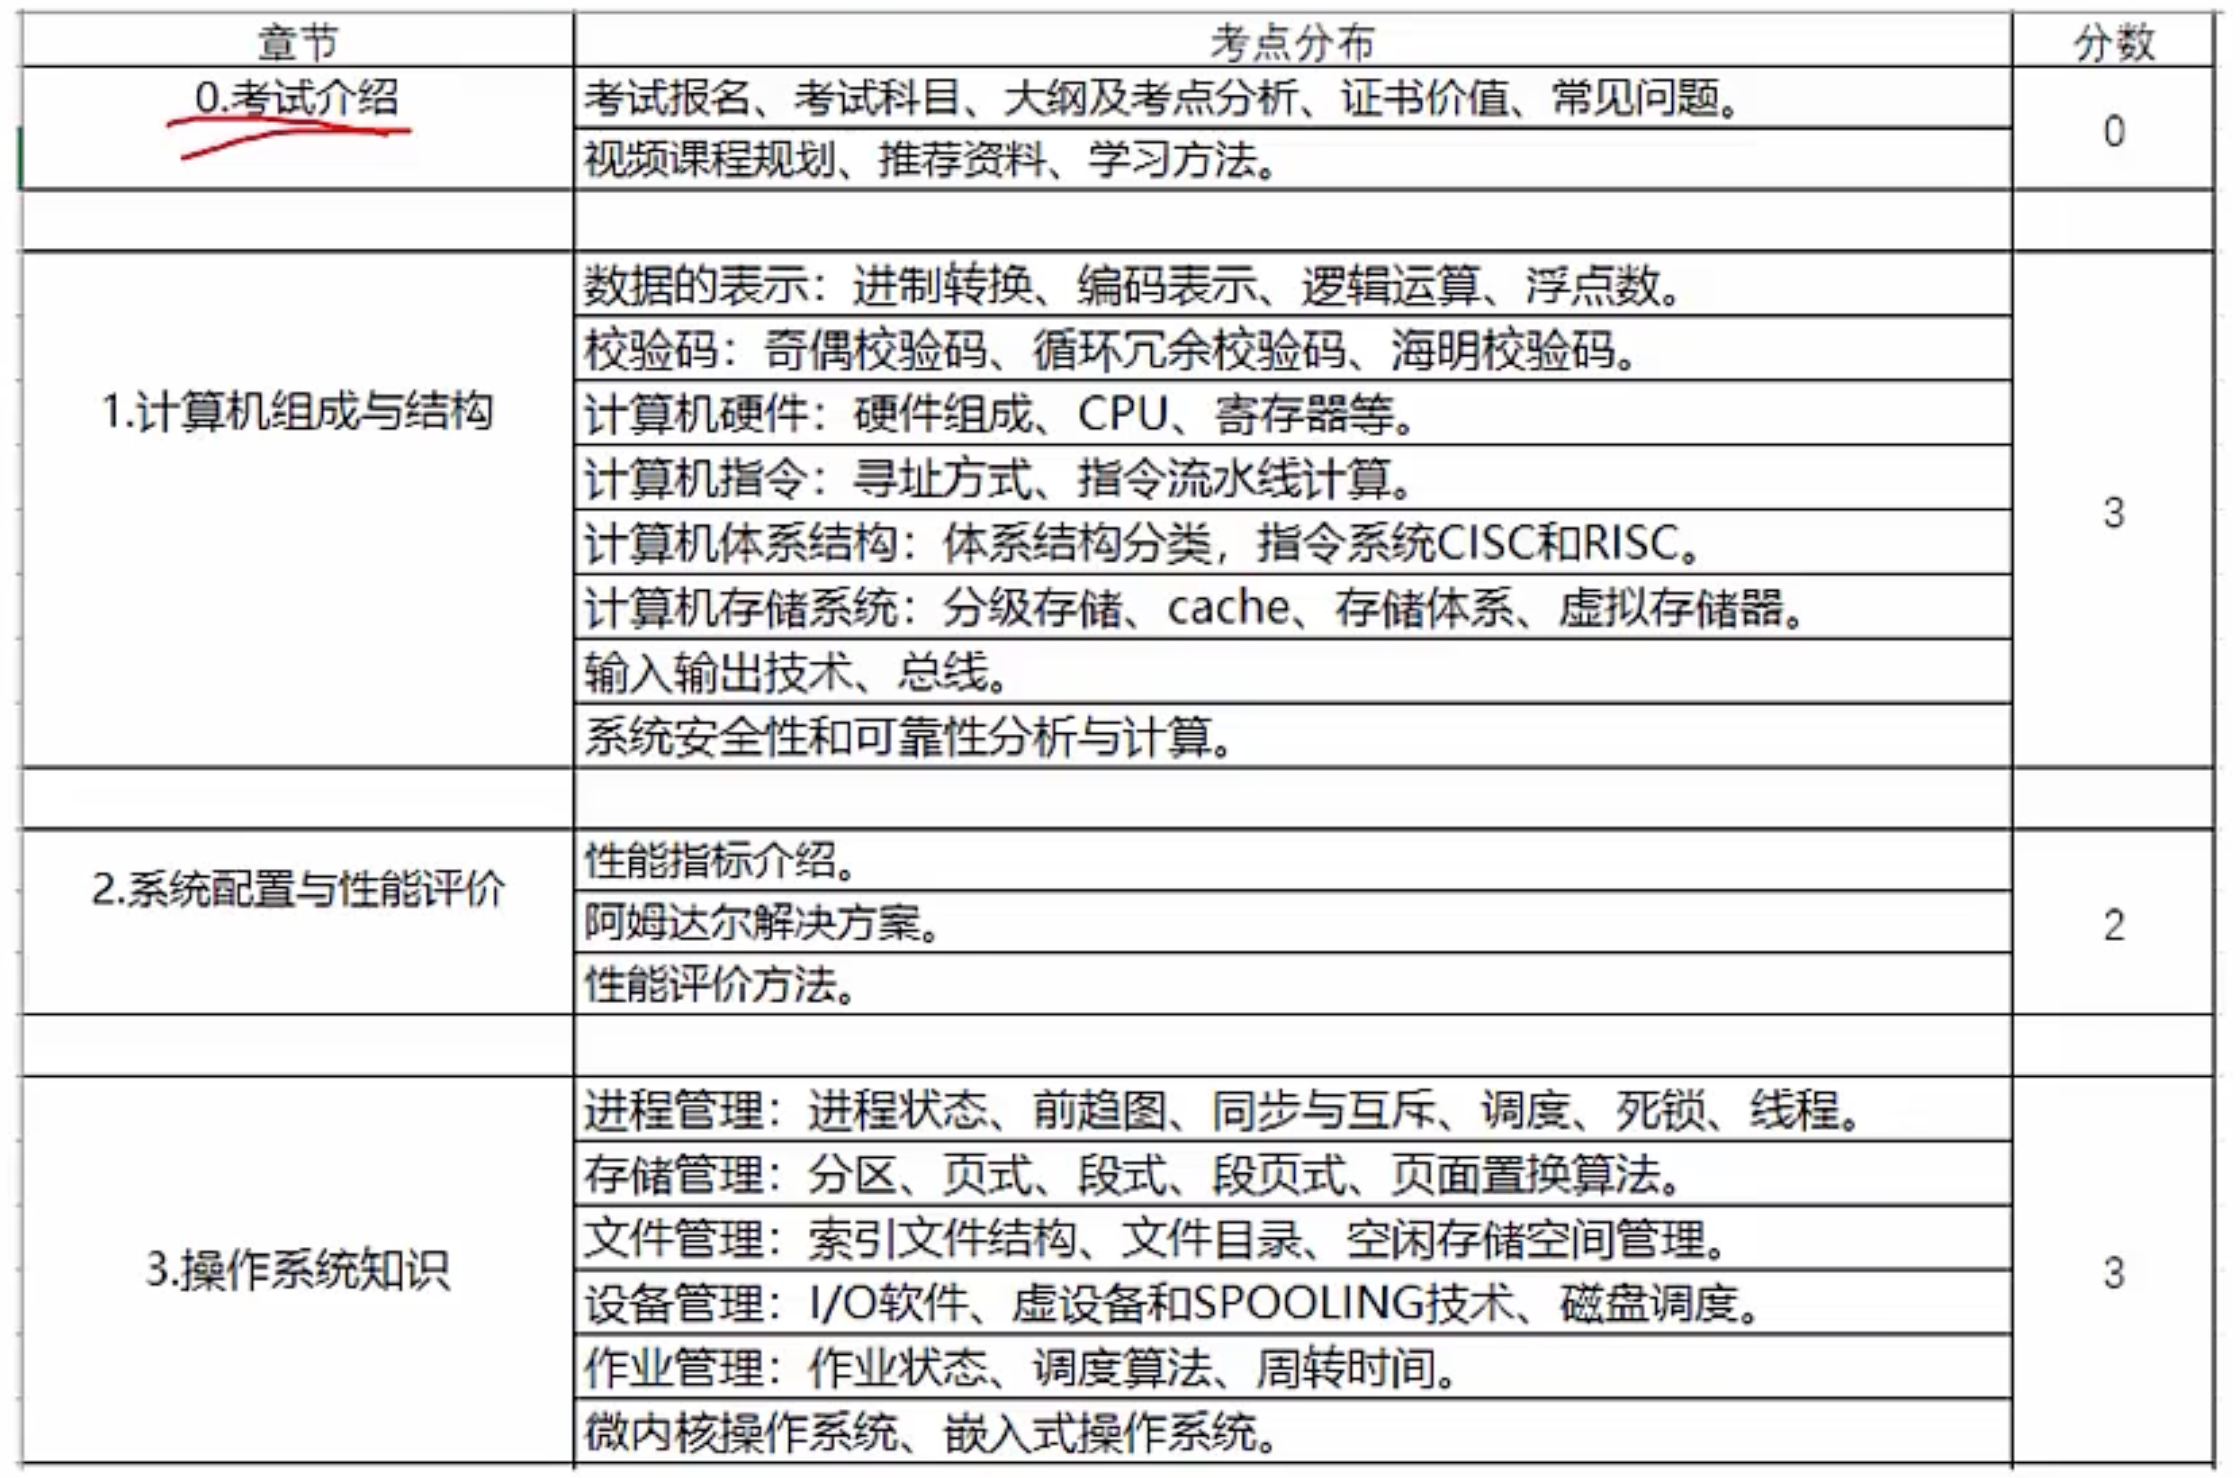 章节 考点分布 分数
0.考试介绍 考试报名、考试科目、大纲及考点分析、证书价值、常见问题。 0
视频课程规划、推荐资料、学习方法。
1.计算机组成与结构 数据的表示：进制转换、编码表示、逻辑运算、浮点数。 3
校验码：奇偶校验码、循环冗余校验码、海明校验码。
计算机硬件：硬件组成、CPU、寄存器等。
计算机指令：寻址方式、指令流水线计算。
计算机体系结构：体系结构分类，指令系统CISC和RISC。
计算机存储系统：分级存储、cache、存储体系、虚拟存储器。
输入输出技术、总线。
系统安全性和可靠性分析与计算。
2.系统配置与性能评价 性能指标介绍。 2
阿姆达尔解决方案。
性能评价方法。
3.操作系统知识 进程管理：进程状态、前趋图、同步与互斥、调度、死锁、线程。 3
存储管理：分区、页式、段式、段页式、页面置换算法。
文件管理：索引文件结构、文件目录、空闲存储空间管理。
设备管理：I/O软件、虚设备和SPOOLING技术、磁盘调度。
作业管理：作业状态、调度算法、周转时间。
微内核操作系统、嵌入式操作系统。